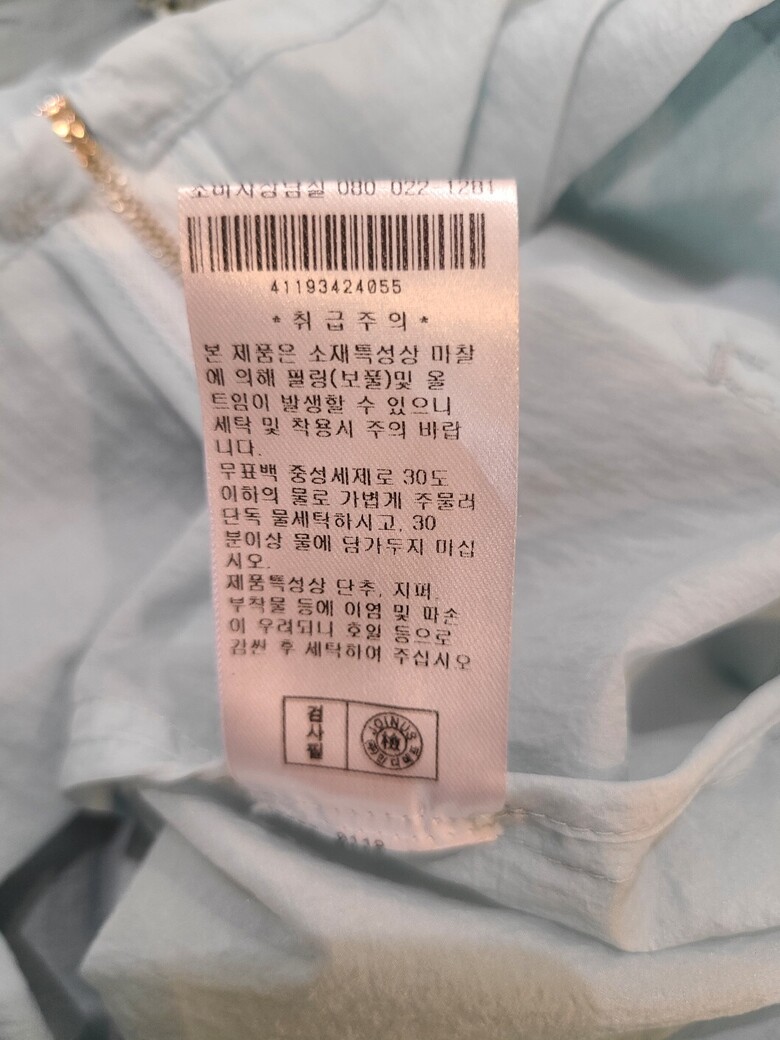 소비자상담실 080 022-1281
41193424055
* 취 급 주 의 *
본 제품은 소재특성상 마찰
에 의해 필링(보풀)및 올
트임이 발생할 수 있으니
세탁 및 착용시 주의 바랍
니다.
무표백 중성세제로 30도
이하의 물로 가볍게 주물러
단독 물세탁하시고, 30
분이상 물에 담가두지 마십
시오.
제품특성상 단추, 지퍼,
부착물 등에 이염 및 파손
이 우려되니 호일 등으로
감싼 후 세탁하여 주십시오
검사필
JOINUS
檢